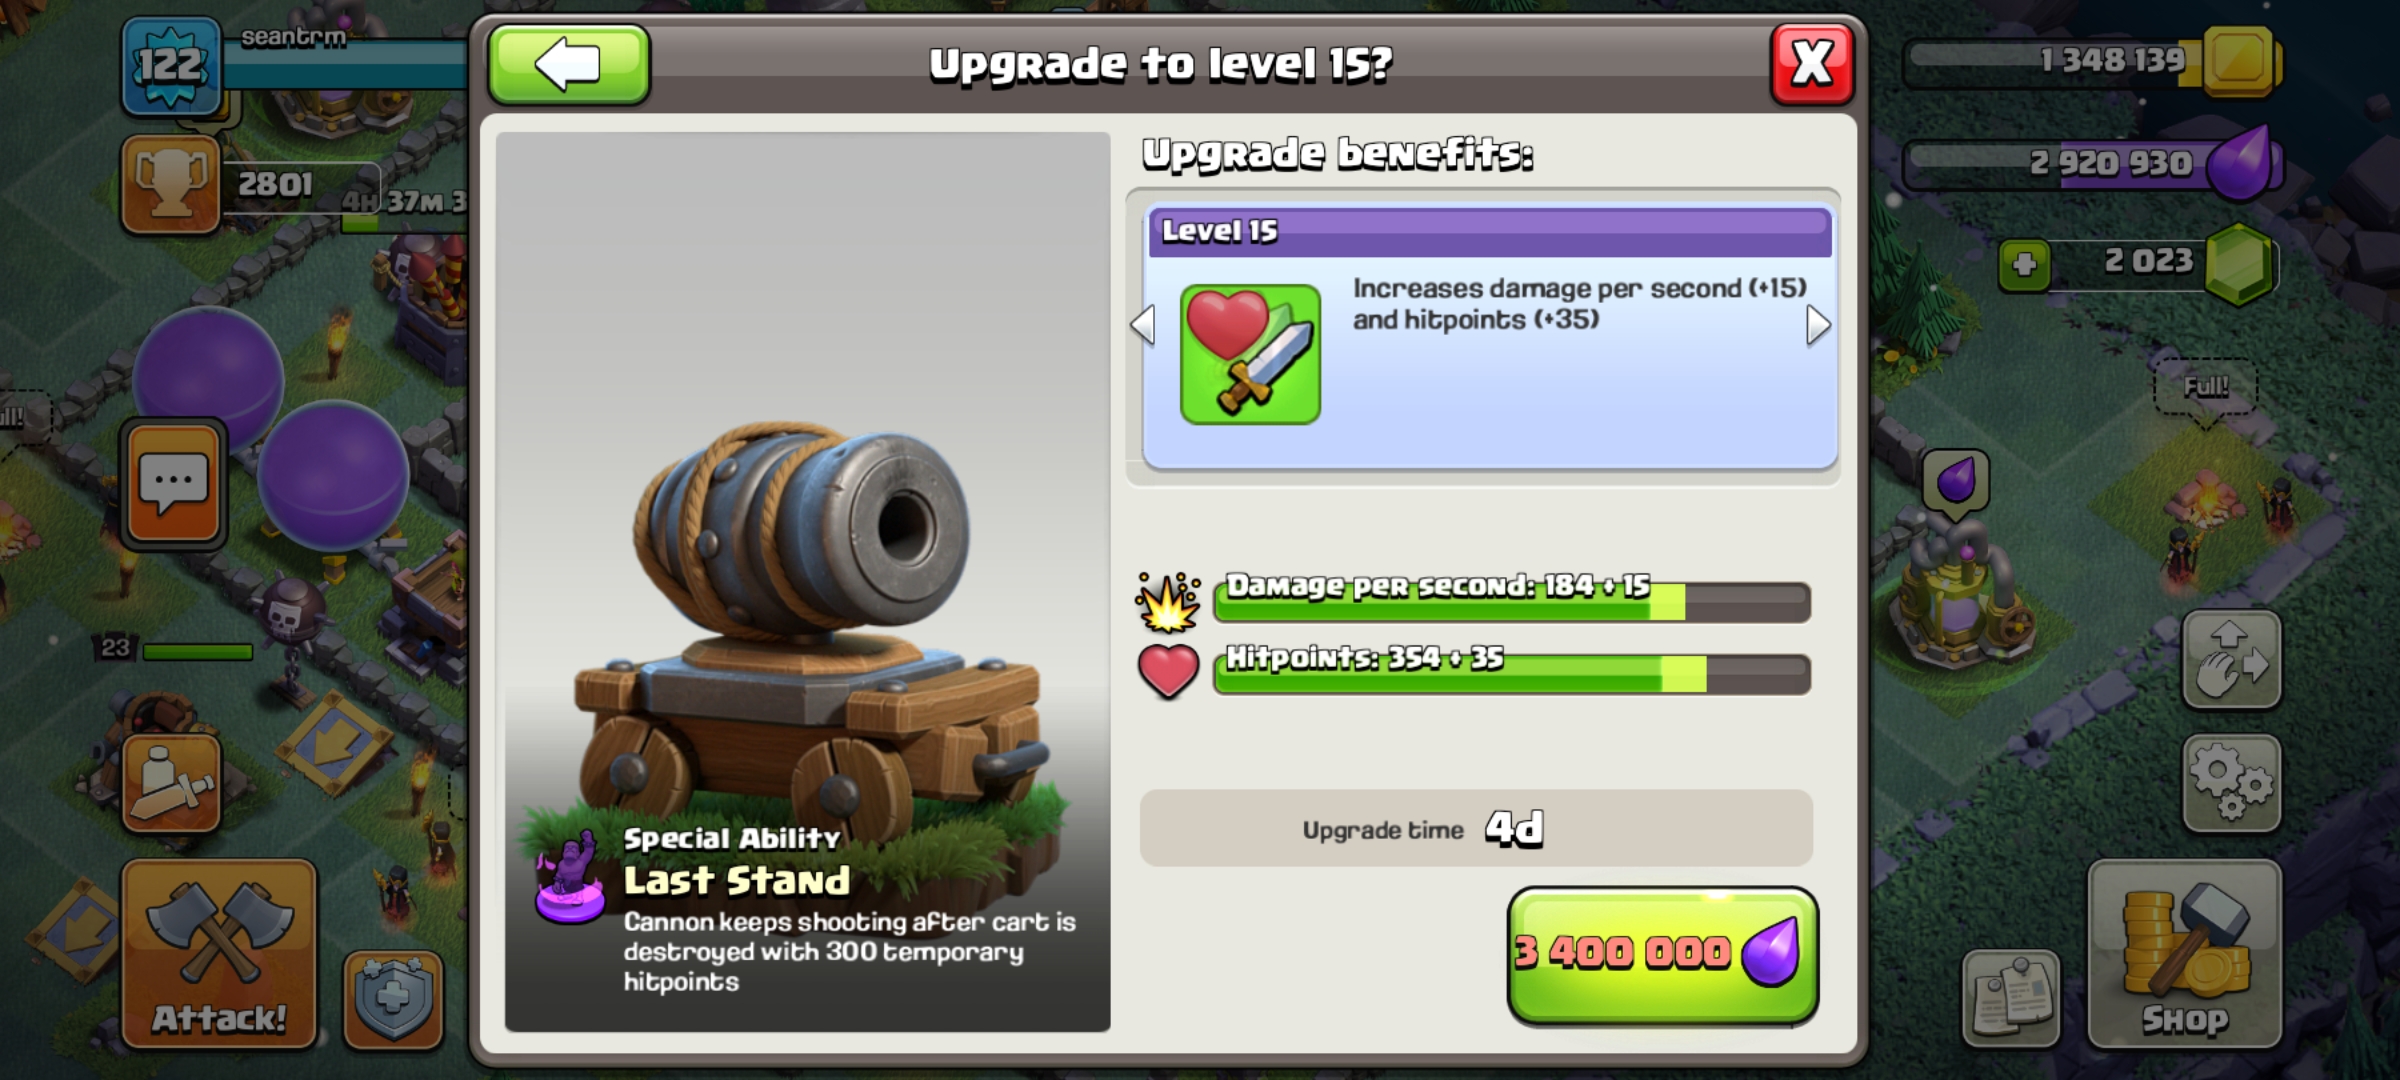 122
seantrm
2801
4H 37M 3
Upgrade to level 15?
X
1 348 139
2 920 930
2 023
Upgrade benefits:
Level 15
Increases damage per second (+15)
and hitpoints (+35)
Full!
Damage per second: 184 + 15
Hitpoints: 354 + 35
23
Upgrade time 4d
Special Ability
Last Stand
Cannon keeps shooting after cart is
destroyed with 300 temporary
hitpoints
3 400 000
Attack!
Shop